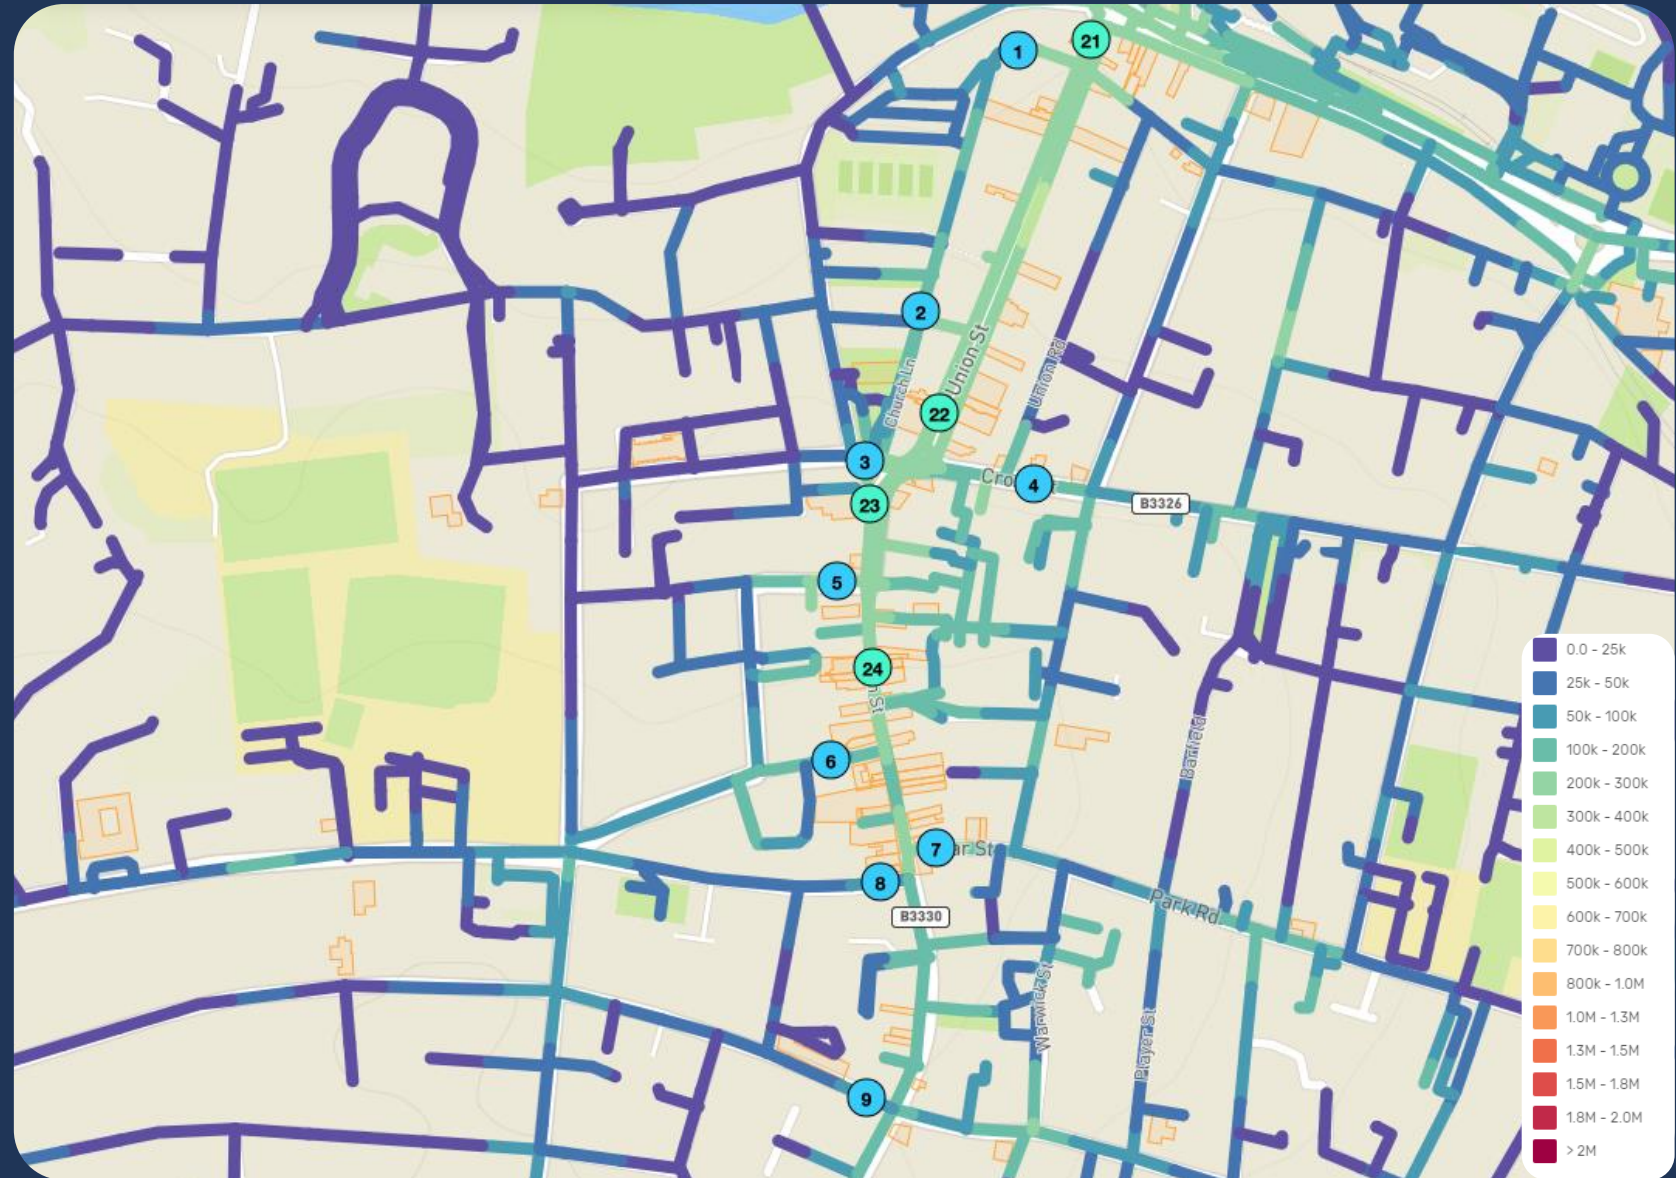 1
21
2
Church Ln
Union St
Union Rd
22
3
4
B3326
23
5
24
St
6
Barfield
7
ar St
8
Park Rd.
B3330
Warwick St
Player St
9
0.0 - 25k
25k - 50k
50k - 100k
100k - 200k
200k - 300k
300k - 400k
400k - 500k
500k - 600k
600k - 700k
700k - 800k
800k - 1.0M
1.0M - 1.3M
1.3M - 1.5M
1.5M - 1.8M
1.8M - 2.0M
> 2M